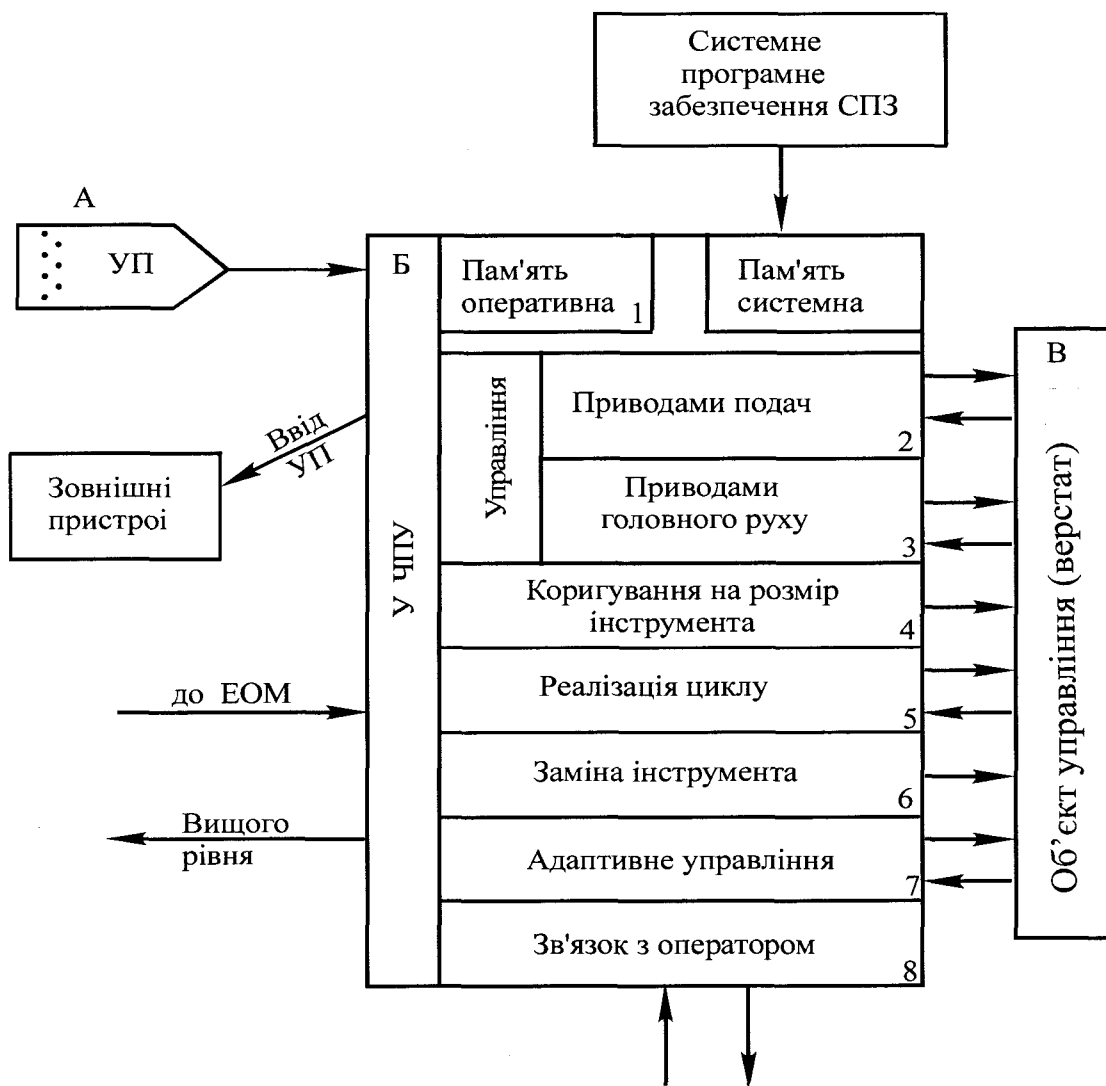 Системне
програмне
забезпечення СПЗ
А
УП
Б
Пам'ять
оперативна
1
Пам'ять
системна
В
Управління
Приводами подач
2
Ввід
УП
Зовнішні
пристроі
Приводами
головного руху
3
У ЧПУ
Об’єкт управління (верстат)
Коригування на розмір
інструмента
4
до ЕОМ
Реалізація циклу
5
Заміна інструмента
6
Вищого
рівня
Адаптивне управління
7
Зв'язок з оператором
8